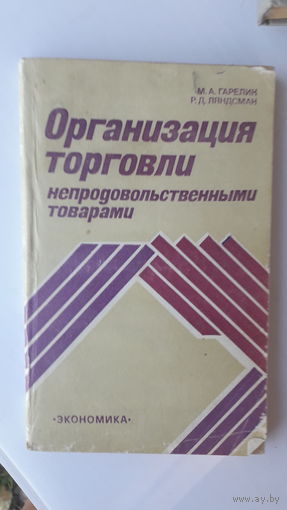 М. А. ГАРЕЛИК
Р. Д. ЛЯНДСМАН
Организация
торговли
непродовольственными
товарами
•ЭКОНОМИКА•
www.ay.by